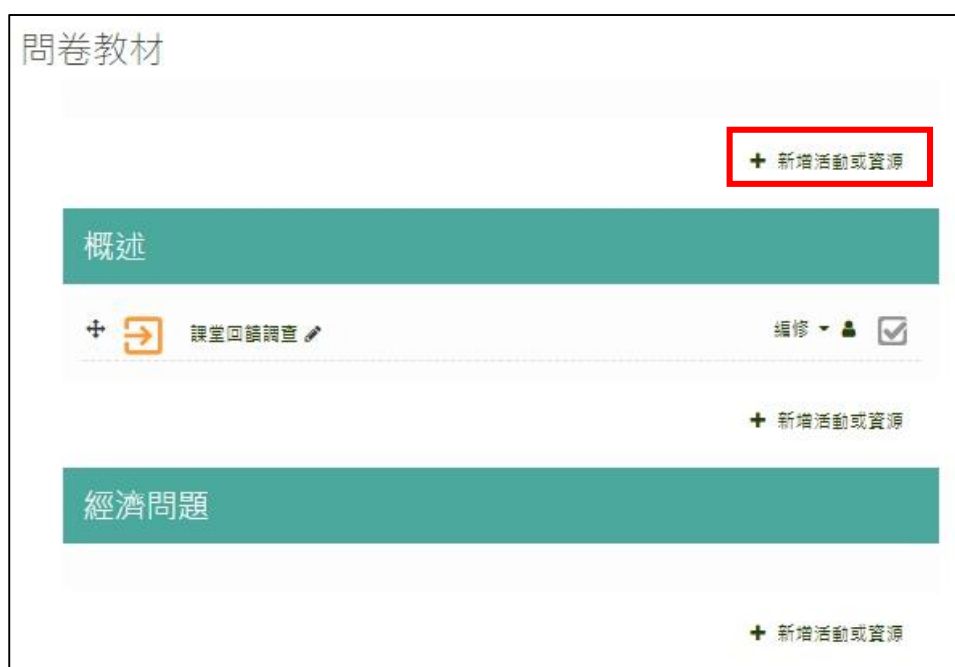 問卷教材
新增活動或資源
概述
課堂回饋調查
編修
新增活動或資源
經濟問題
新增活動或資源